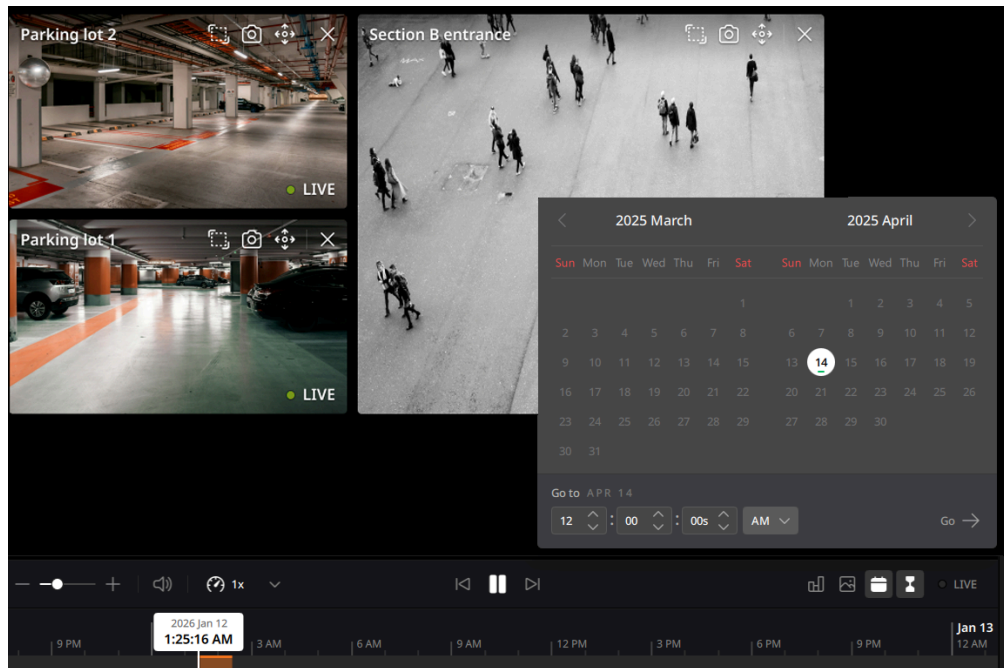 Parking lot 2
LIVE
Section B entrance
Parking lot 1
LIVE
2025 March
Sun Mon Tue Wed Thu Fri Sat
1
2 3 4 5 6 7 8
9 10 11 12 13 14 15
16 17 18 19 20 21 22
23 24 25 26 27 28 29
30 31
2025 April
Sun Mon Tue Wed Thu Fri Sat
1 2 3 4 5
6 7 8 9 10 11 12
13 14 15 16 17 18 19
20 21 22 23 24 25 26
27 28 29 30
Go to APR 14
12 : 00 : 00s AM Go
1x LIVE
2026 Jan 12
1:25:16 AM
Jan 13
9 PM 3 AM 6 AM 9 AM 12 PM 3 PM 6 PM 9 PM 12 AM